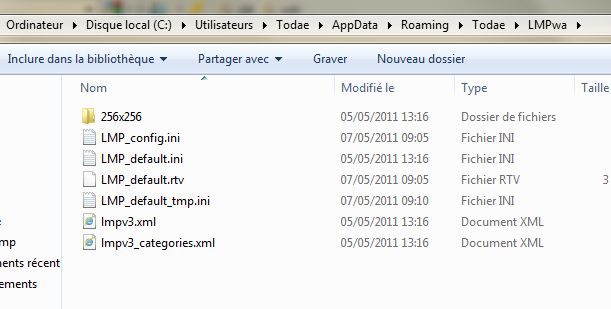 Ordinateur ▸ Disque local (C:) ▸ Utilisateurs ▸ Todae ▸ AppData ▸ Roaming ▸ Todae ▸ LMPwa ▸
Inclure dans la bibliothèque ▾ Partager avec ▾ Graver Nouveau dossier
Nom Modifié le Type Taille
256x256 05/05/2011 13:16 Dossier de fichiers
LMP_config.ini 07/05/2011 09:05 Fichier INI
LMP_default.ini 05/05/2011 13:16 Fichier INI
LMP_default.rtv 07/05/2011 09:05 Fichier RTV 3
LMP_default_tmp.ini 07/05/2011 09:10 Fichier INI
lmpv3.xml 05/05/2011 13:16 Document XML
mp lmpv3_categories.xml 05/05/2011 13:16 Document XML
ents récent
ements